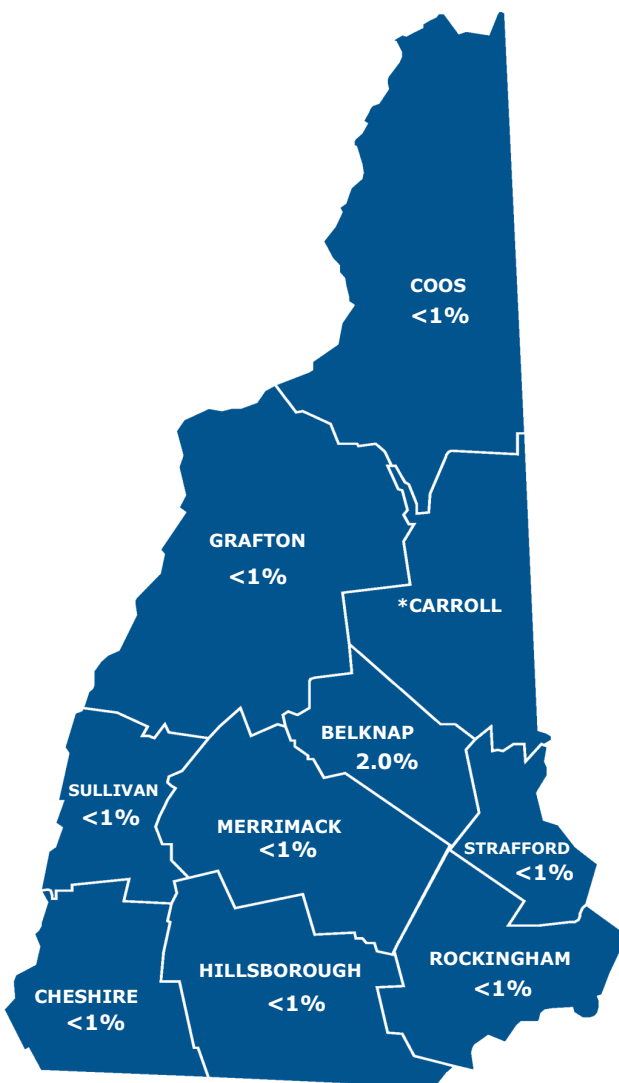 COOS
<1%
GRAFTON
<1%
*CARROLL
BELKNAP
2.0%
SULLIVAN
<1%
MERRIMACK
<1%
STRAFFORD
<1%
ROCKINGHAM
<1%
HILLSBOROUGH
<1%
CHESHIRE
<1%